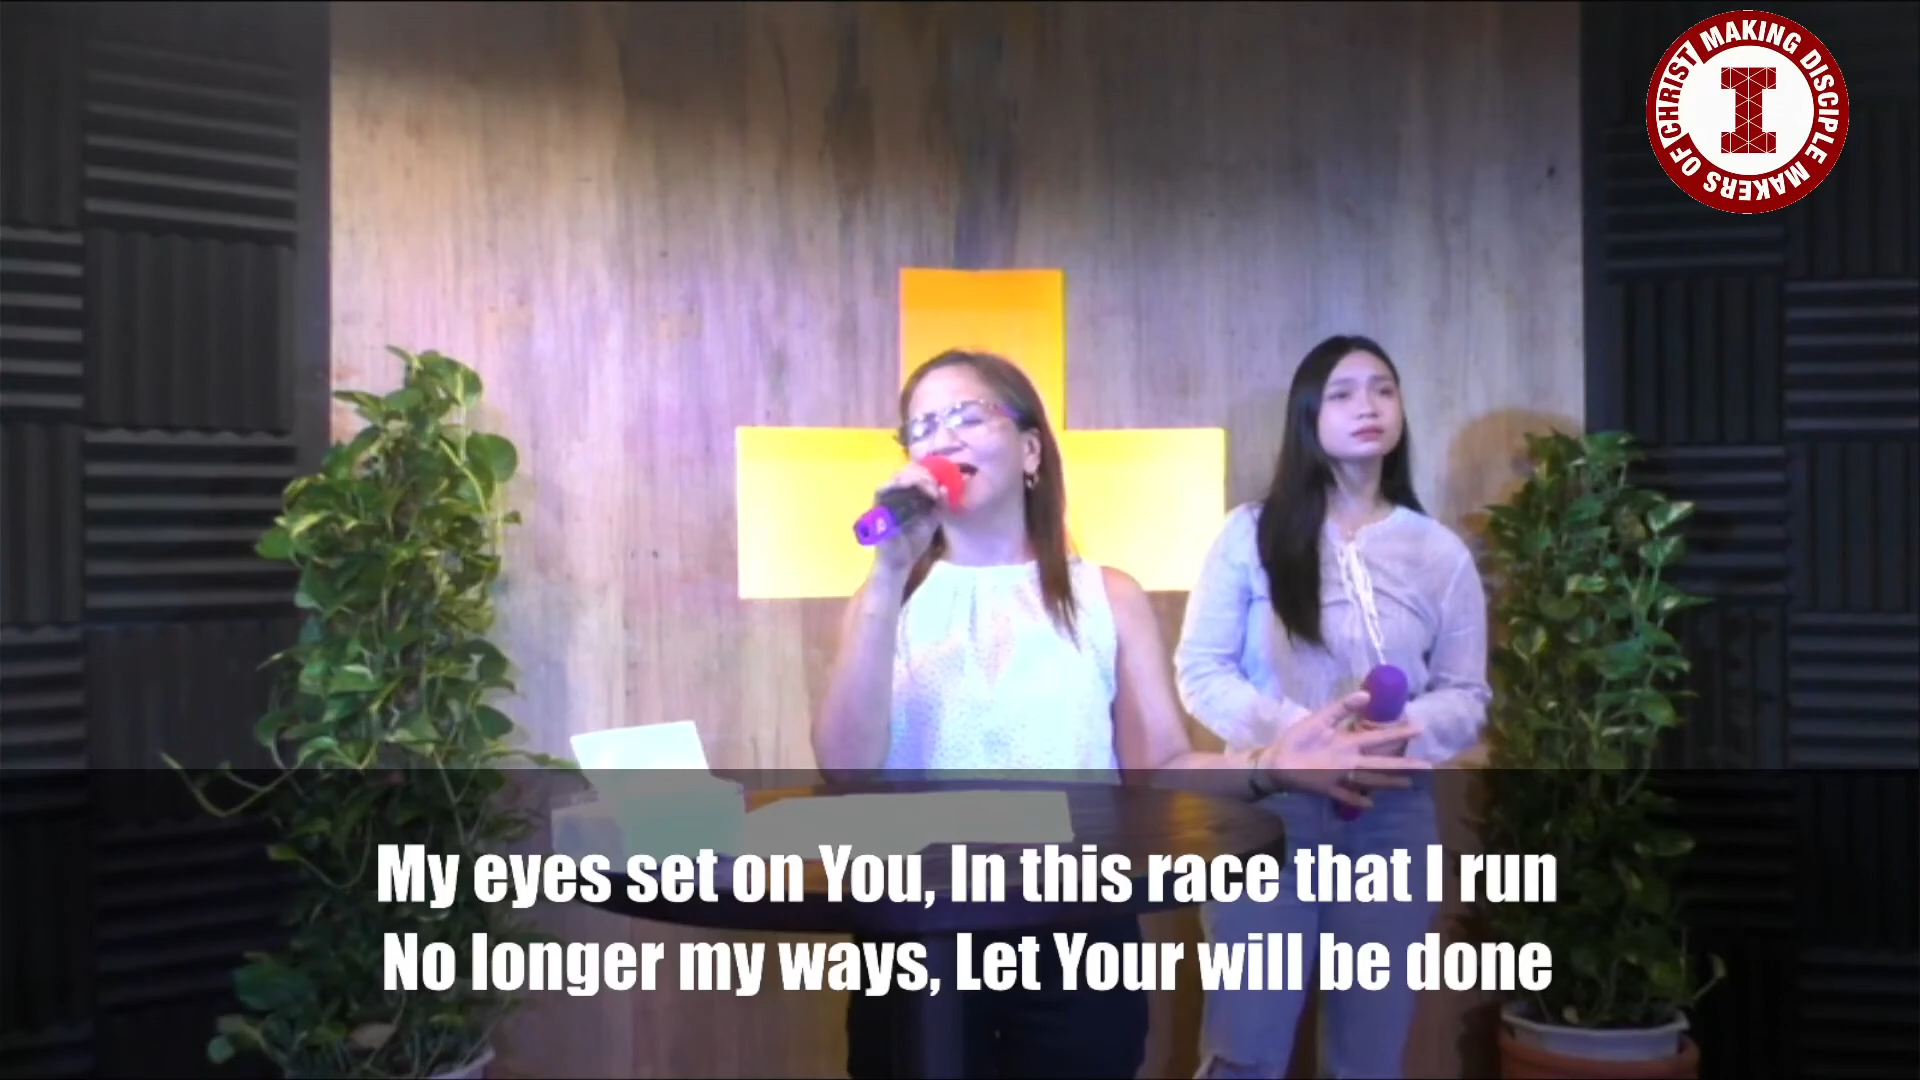 MAKING DISCIPLE MAKERS OF CHRIST
I
My eyes set on You, In this race that I run
No longer my ways, Let Your will be done